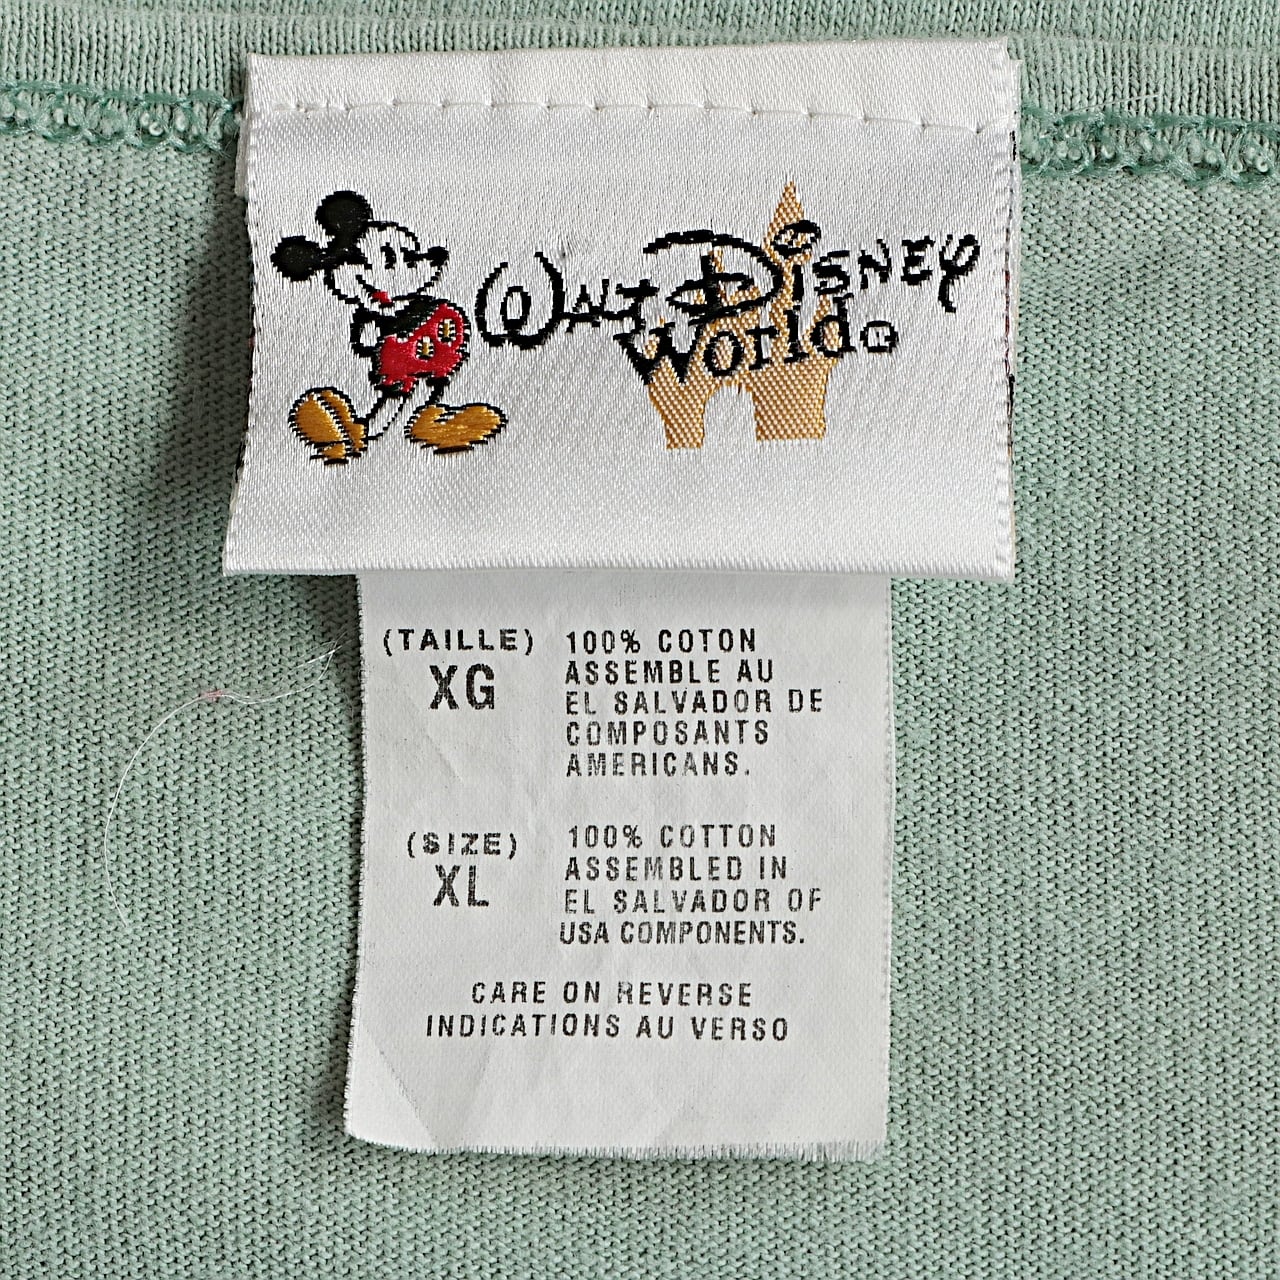 Walt Disney
World®
(TAILLE)
XG
100% COTON
ASSEMBLE AU
EL SALVADOR DE
COMPOSANTS
AMERICANS.
(SIZE)
XL
100% COTTON
ASSEMBLED IN
EL SALVADOR OF
USA COMPONENTS.
CARE ON REVERSE
INDICATIONS AU VERSO